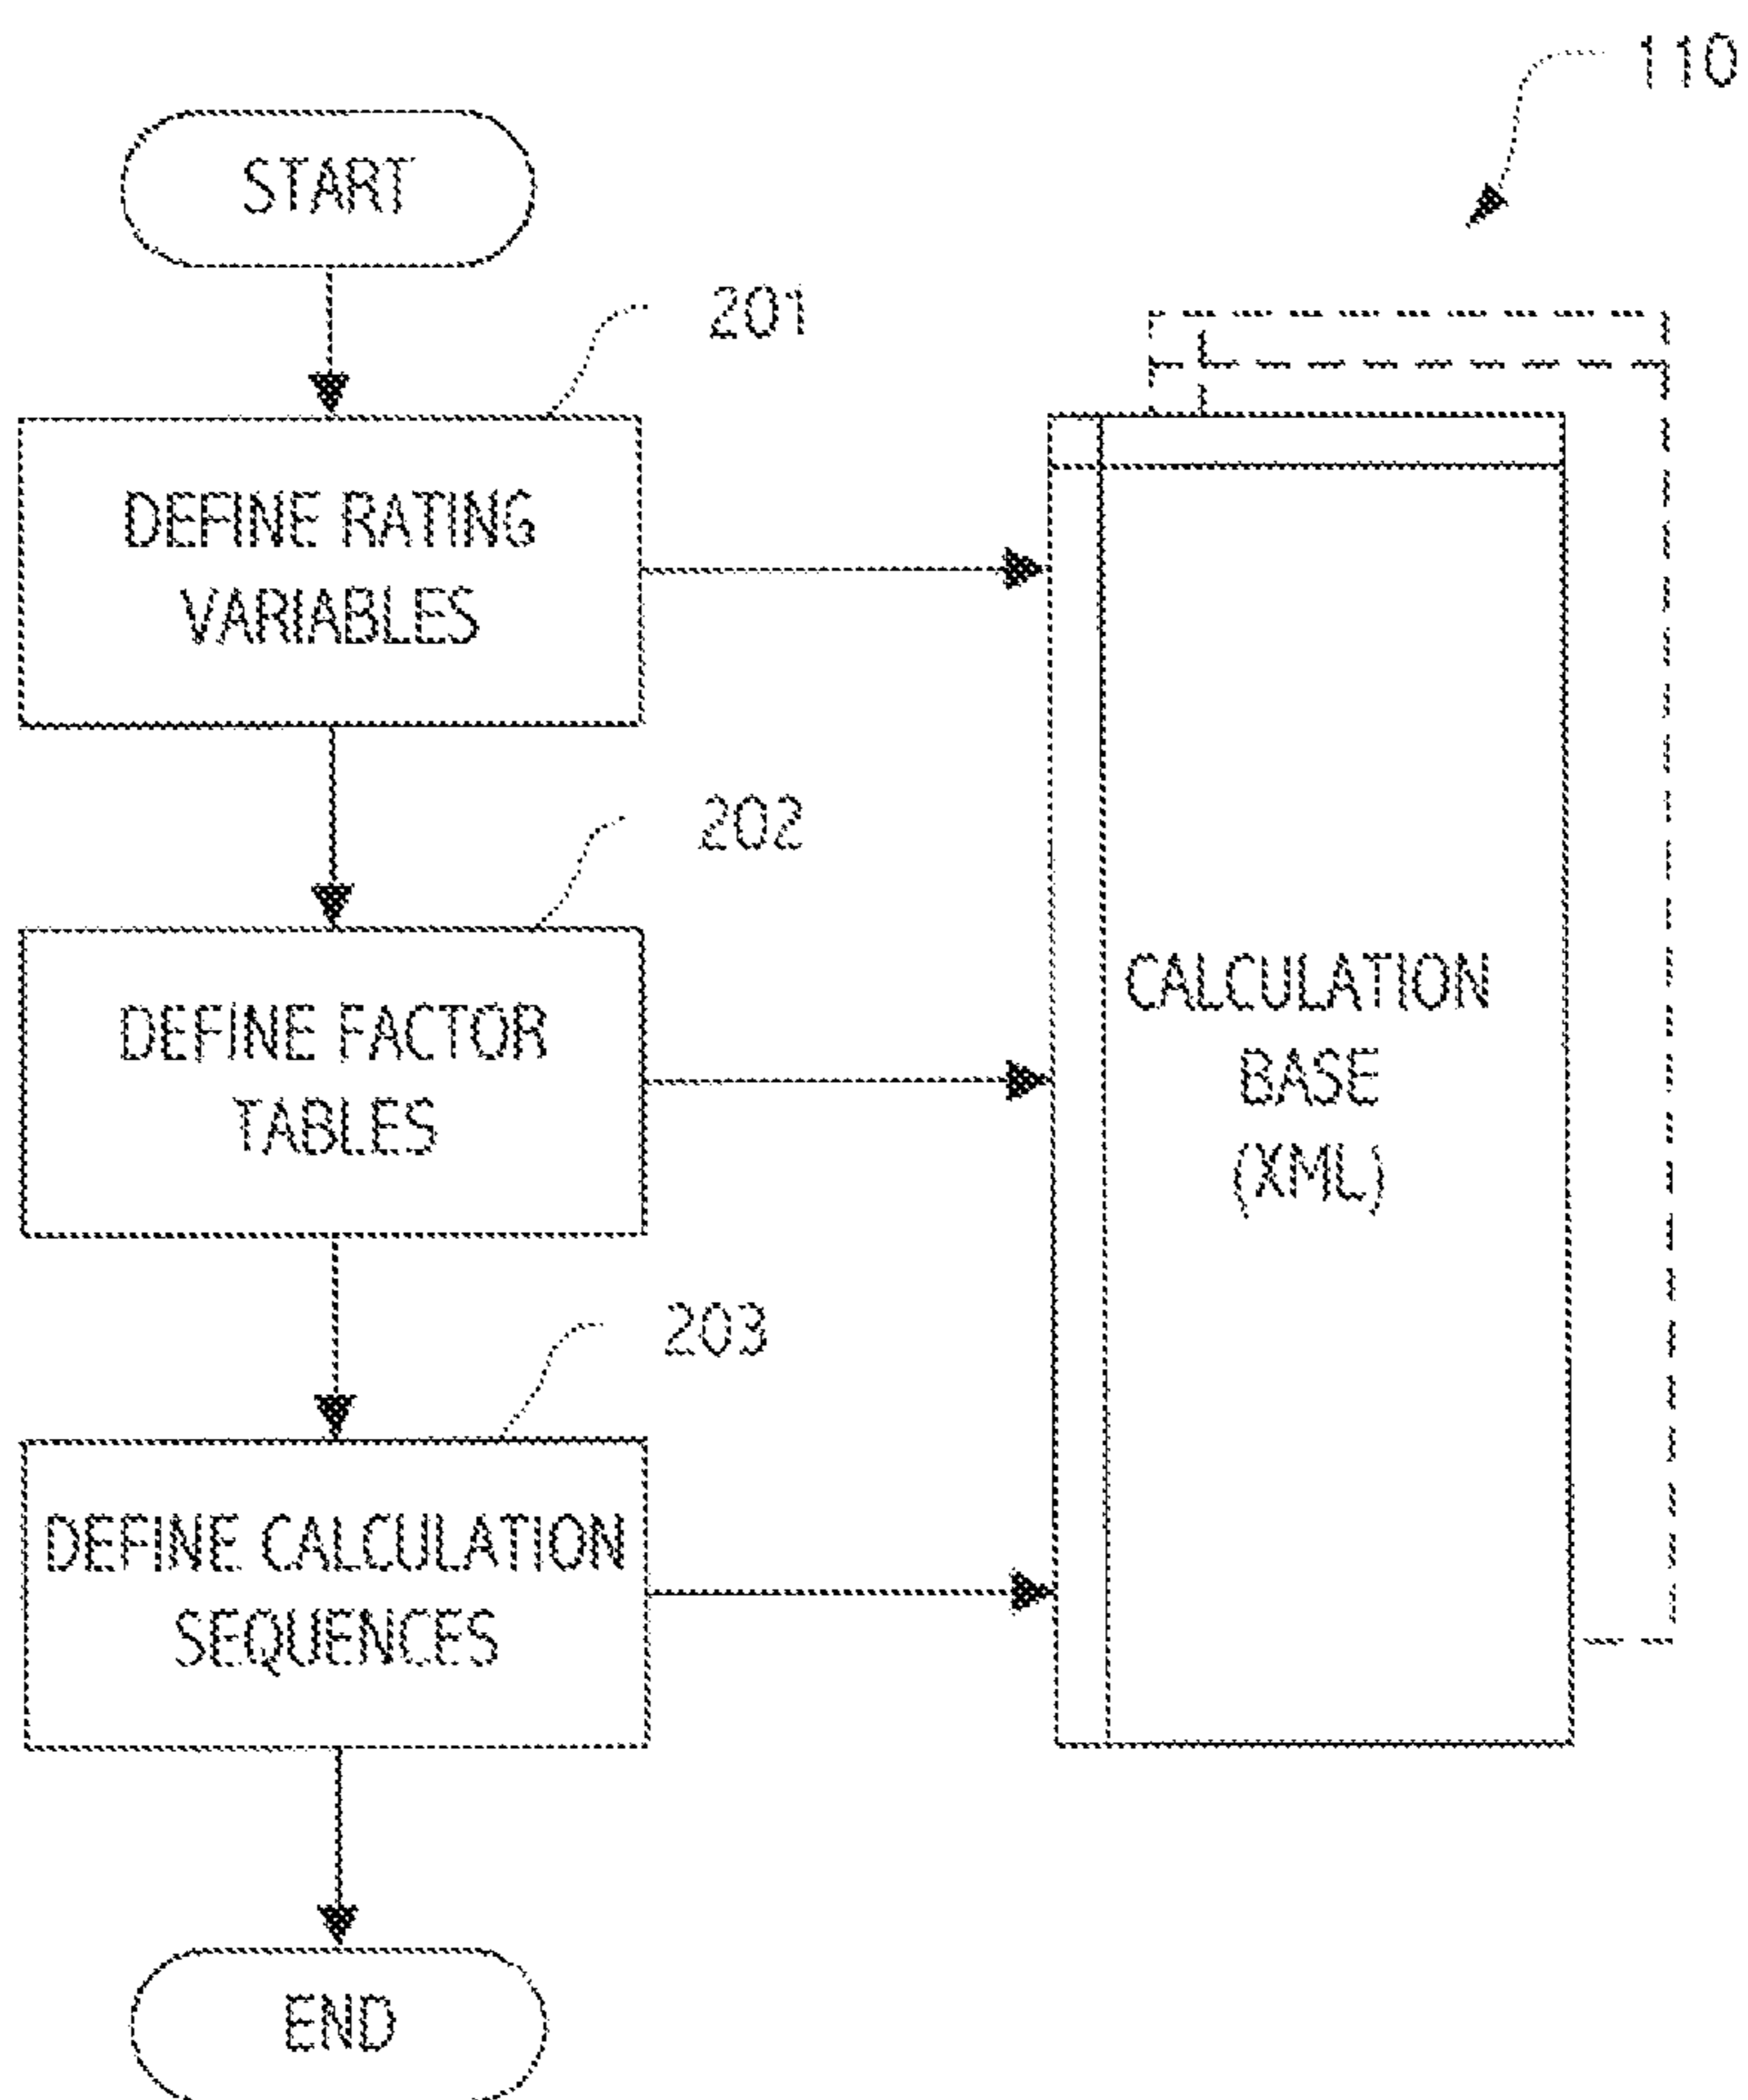 110
START
201
DEFINE RATING
VARIABLES
202
DEFINE FACTOR
TABLES
CALCULATION
BASE
(XML)
203
DEFINE CALCULATION
SEQUENCES
END